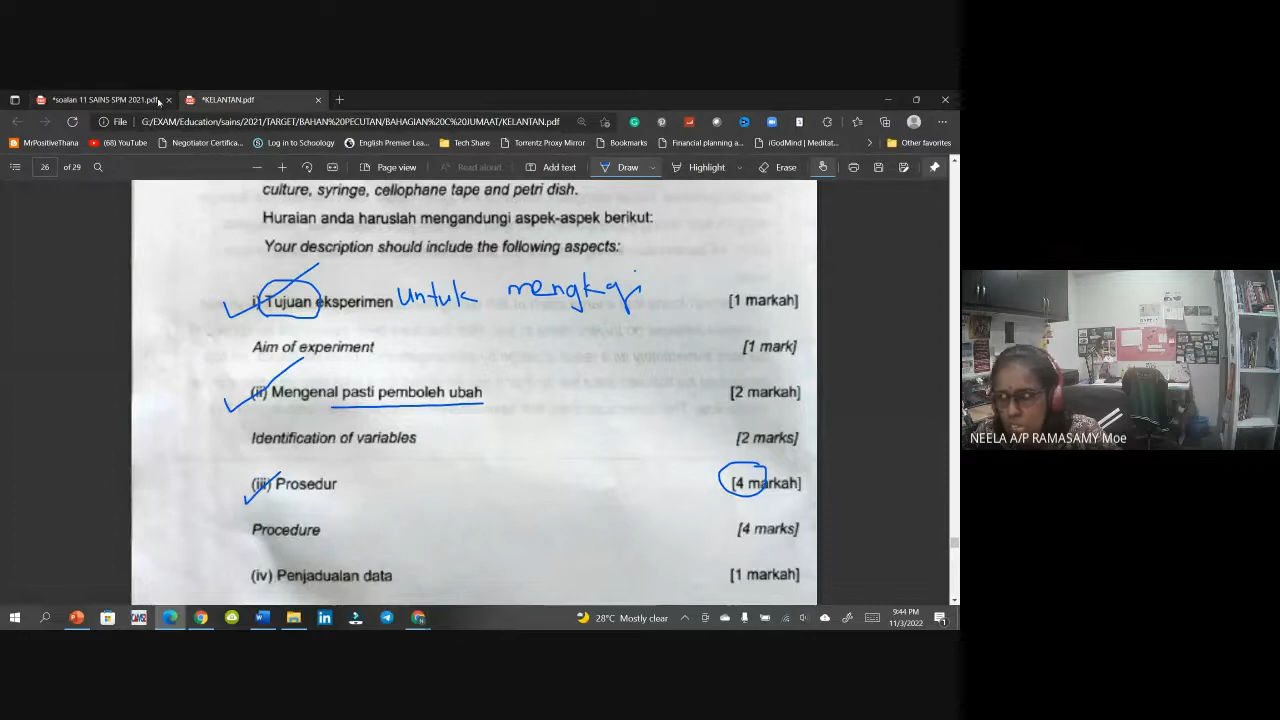 *soalan 11 SAINS SPM 2021.pdf
*KELANTAN.pdf
File G:/EXAM/Education/sains/2021/TARGET/BAHAN%20PECUTAN/BAHAGIAN%20C%20JUMAAT/KELANTAN.pdf
MrPositiveThana (68) YouTube Negotiator Certifica... Log in to Schoology English Premier Lea... Tech Share Torrentz Proxy Mirror Bookmarks Financial planning a... iGodMind | Meditat... Other favorites
26 of 29 Page view Read aloud Add text Draw Highlight Erase
culture, syringe, cellophane tape and petri dish.
Huraian anda haruslah mengandungi aspek-aspek berikut:
Your description should include the following aspects:
i) Tujuan eksperimen untuk mengkaji [1 markah]
Aim of experiment [1 mark]
(ii) Mengenal pasti pemboleh ubah [2 markah]
Identification of variables [2 marks]
(iii) Prosedur [4 markah]
Procedure [4 marks]
(iv) Penjadualan data [1 markah]
28°C Mostly clear
9:44 PM
11/3/2022
NEELA A/P RAMASAMY Moe